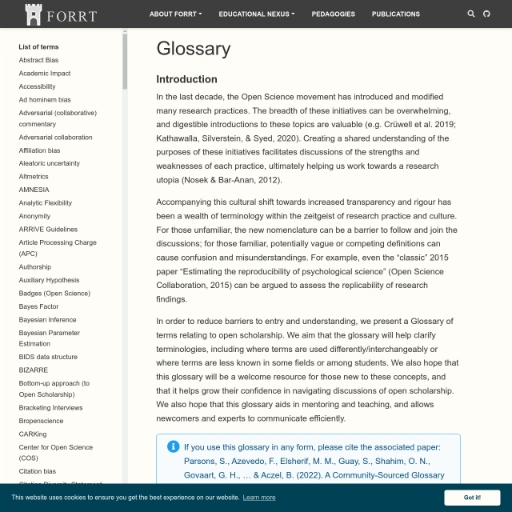 FORRT
ABOUT FORRT
EDUCATIONAL NEXUS
PEDAGOGIES
PUBLICATIONS
List of terms
Abstract Bias
Academic Impact
Accessibility
Ad hominem bias
Adversarial (collaborative)
commentary
Adversarial collaboration
Affiliation bias
Aleatoric uncertainty
Altmetrics
AMNESIA
Analytic Flexibility
Anonymity
ARRIVE Guidelines
Article Processing Charge
(APC)
Authorship
Auxiliary Hypothesis
Badges (Open Science)
Bayes Factor
Bayesian Inference
Bayesian Parameter
Estimation
BIDS data structure
BIZARRE
Bottom-up approach (to
Open Scholarship)
Bracketing Interviews
Bropenscience
CARKing
Center for Open Science
(COS)
Citation bias
Citation Diversity Statement
Glossary
Introduction
In the last decade, the Open Science movement has introduced and modified
many research practices. The breadth of these initiatives can be overwhelming,
and digestible introductions to these topics are valuable (e.g. Crüwell et al. 2019;
Kathawalla, Silverstein, & Syed, 2020). Creating a shared understanding of the
purposes of these initiatives facilitates discussions of the strengths and
weaknesses of each practice, ultimately helping us work towards a research
utopia (Nosek & Bar-Anan, 2012).
Accompanying this cultural shift towards increased transparency and rigour has
been a wealth of terminology within the zeitgeist of research practice and culture.
For those unfamiliar, the new nomenclature can be a barrier to follow and join the
discussions; for those familiar, potentially vague or competing definitions can
cause confusion and misunderstandings. For example, even the “classic” 2015
paper “Estimating the reproducibility of psychological science” (Open Science
Collaboration, 2015) can be argued to assess the replicability of research
findings.
In order to reduce barriers to entry and understanding, we present a Glossary of
terms relating to open scholarship. We aim that the glossary will help clarify
terminologies, including where terms are used differently/interchangeably or
where terms are less known in some fields or among students. We also hope that
this glossary will be a welcome resource for those new to these concepts, and
that it helps grow their confidence in navigating discussions of open scholarship.
We also hope that this glossary aids in mentoring and teaching, and allows
newcomers and experts to communicate efficiently.
If you use this glossary in any form, please cite the associated paper:
Parsons, S., Azevedo, F., Elsherif, M. M., Guay, S., Shahim, O. N.,
Govaart, G. H., … & Aczel, B. (2022). A Community-Sourced Glossary
This website uses cookies to ensure you get the best experience on our website. Learn more
Got it!